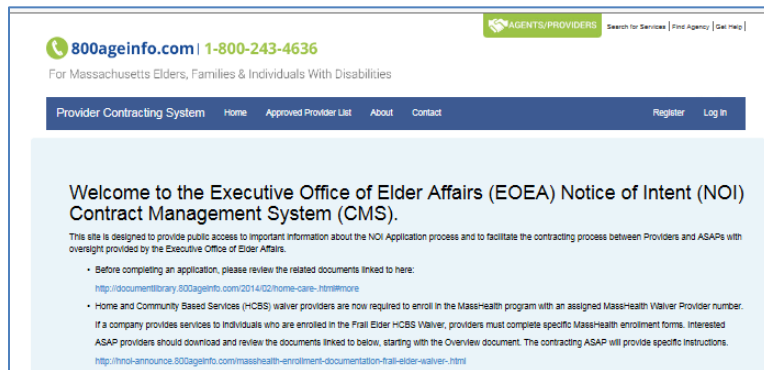 AGENTS/PROVIDERS Search for Services | Find Agency | Get Help |
800ageinfo.com | 1-800-243-4636
For Massachusetts Elders, Families & Individuals With Disabilities
Provider Contracting System Home Approved Provider List About Contact Register Log in
Welcome to the Executive Office of Elder Affairs (EOEA) Notice of Intent (NOI)
Contract Management System (CMS).
This site is designed to provide public access to important information about the NOI Application process and to facilitate the contracting process between Providers and ASAPs with
oversight provided by the Executive Office of Elder Affairs.
• Before completing an application, please review the related documents linked to here:
http://documentlibrary.800ageinfo.com/2014/02/home-care-.html#more
• Home and Community Based Services (HCBS) waiver providers are now required to enroll in the MassHealth program with an assigned MassHealth Waiver Provider number.
If a company provides services to individuals who are enrolled in the Frail Elder HCBS Waiver, providers must complete specific MassHealth enrollment forms. Interested
ASAP providers should download and review the documents linked to below, starting with the Overview document. The contracting ASAP will provide specific instructions.
http://hnoi-announce.800ageinfo.com/masshealth-enrollment-documentation-frail-elder-waiver-.html